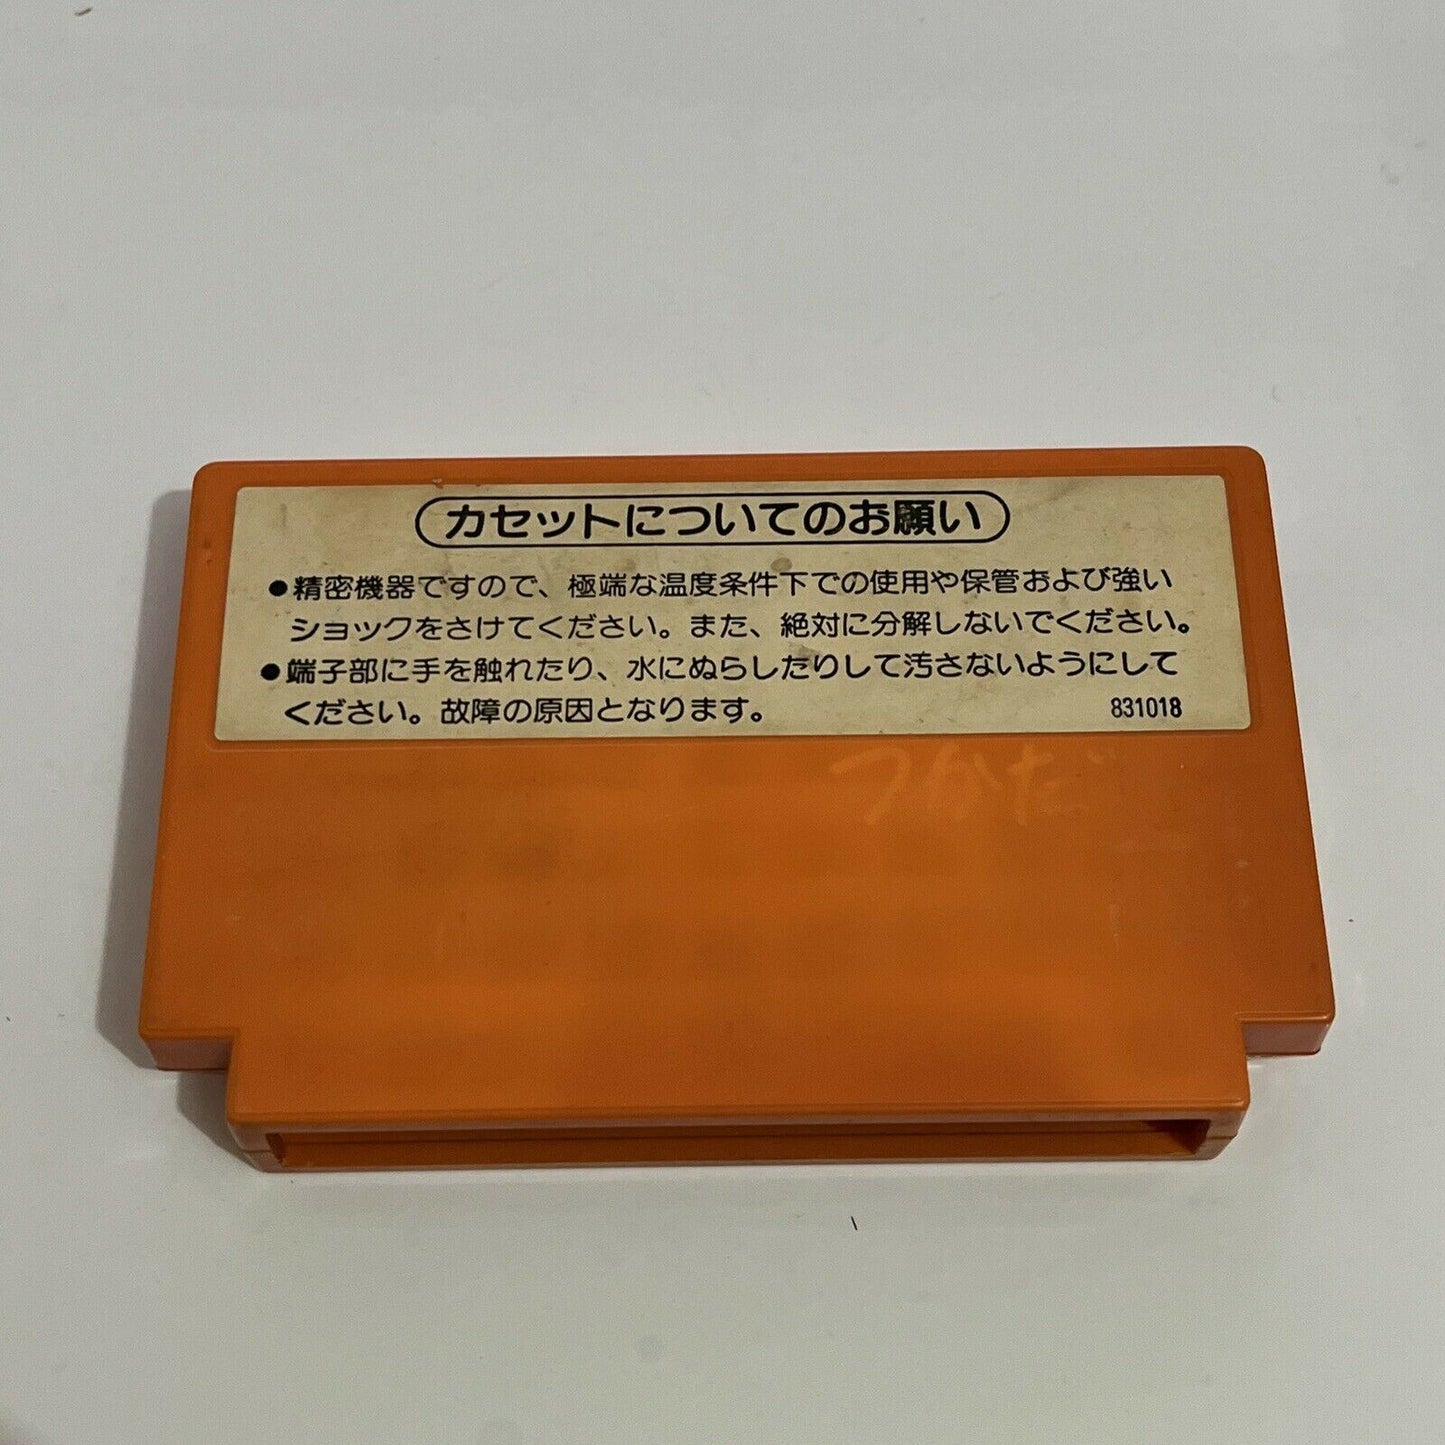 カセットについてのお願い
●精密機器ですので、極端な温度条件下での使用や保管および強い
ショックをさけてください。また、絶対に分解しないでください。
●端子部に手を触れたり、水にぬらしたりして汚さないようにして
ください。故障の原因となります。 831018
つかだ